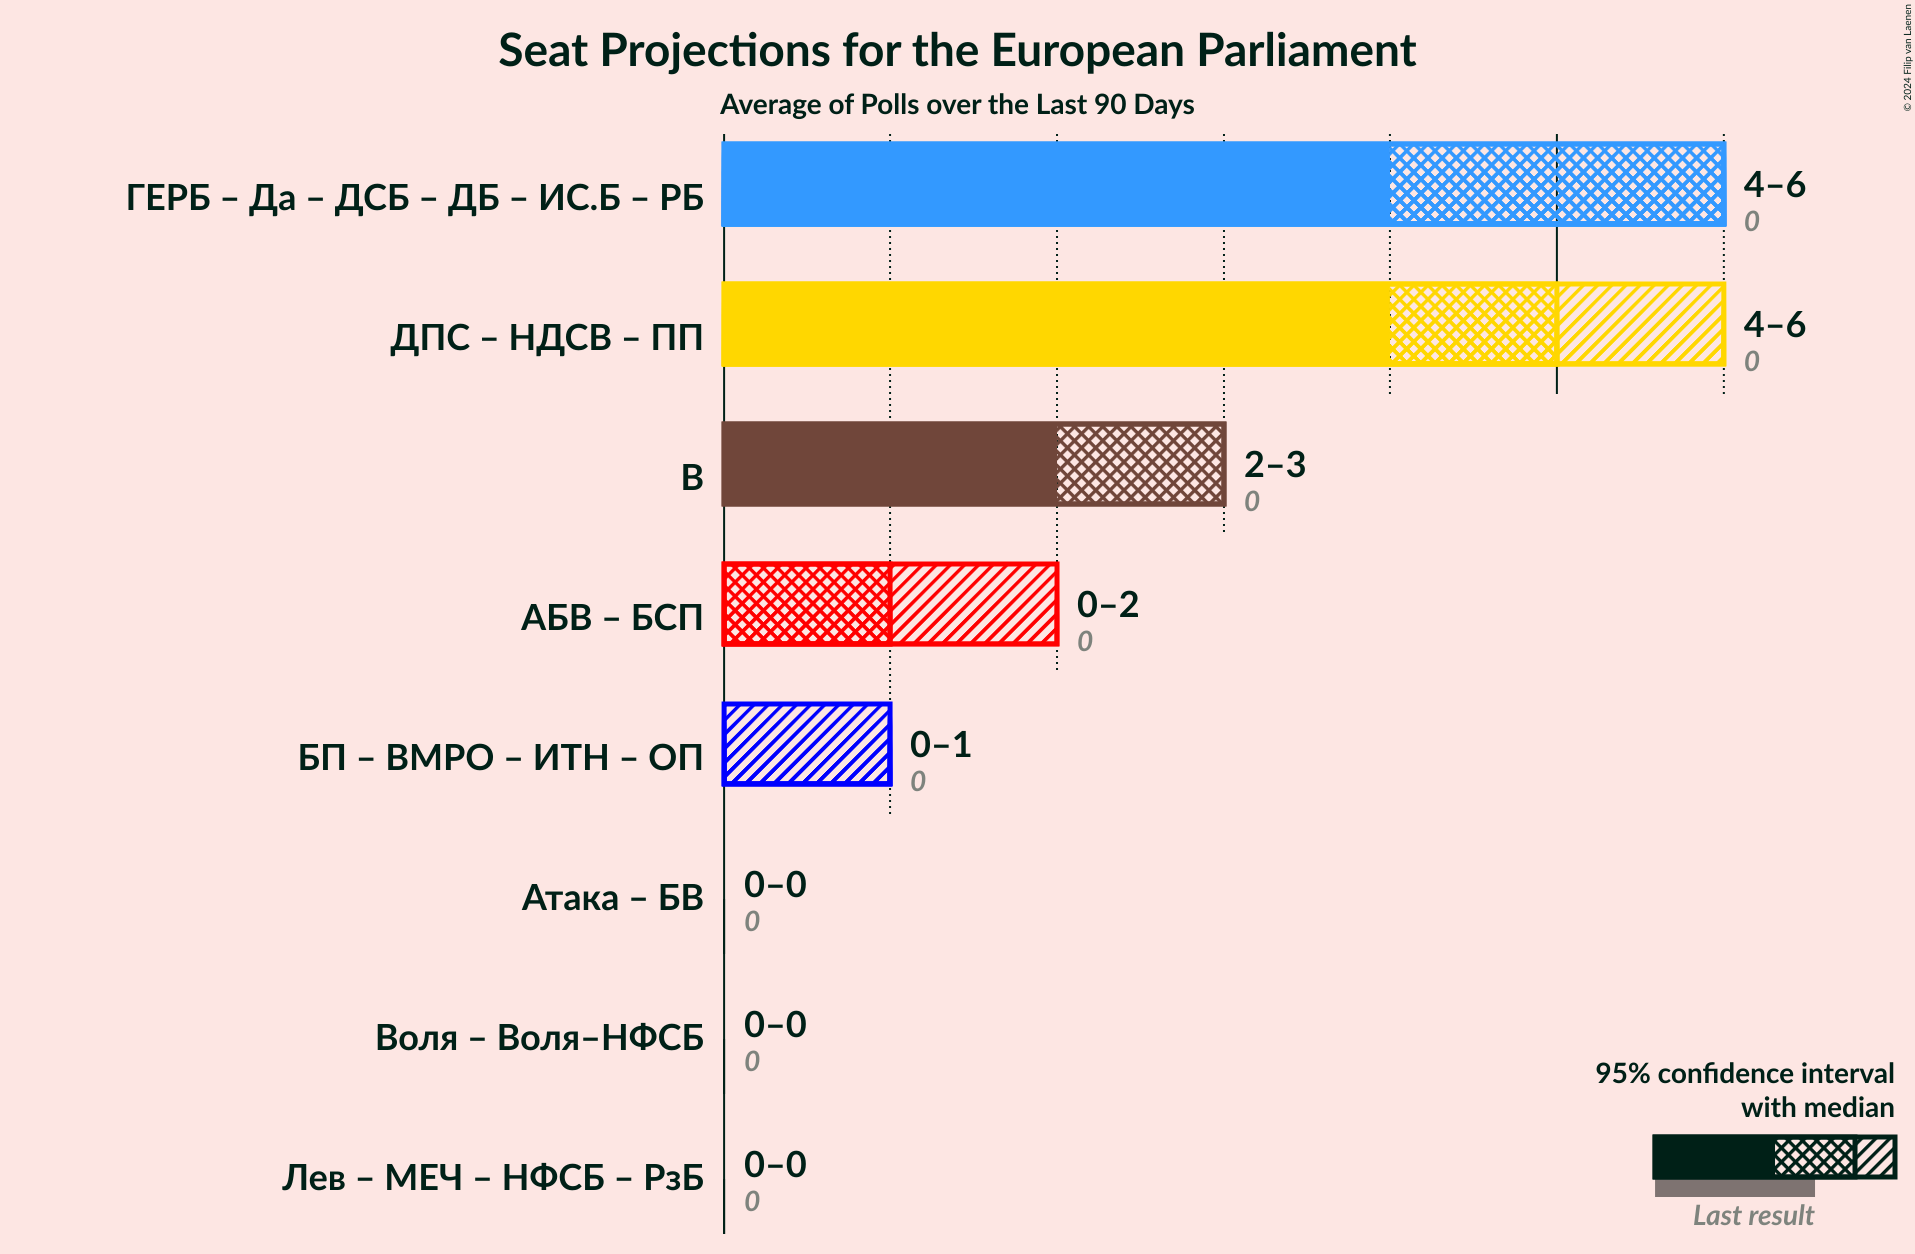 © 2024 Filip van Laenen
Seat Projections for the European Parliament
Average of Polls over the Last 90 Days
ГЕРБ – Да – ДСБ – ДБ – ИС.Б – РБ
4–6
0
ДПС – НДСВ – ПП
4–6
0
В
2–3
0
АБВ – БСП
0–2
0
БП – ВМРО – ИТН – ОП
0–1
0
Атака – БВ
0–0
0
Воля – Воля–НФСБ
0–0
0
Лев – МЕЧ – НФСБ – РзБ
0–0
0
95% confidence interval
with median
Last result